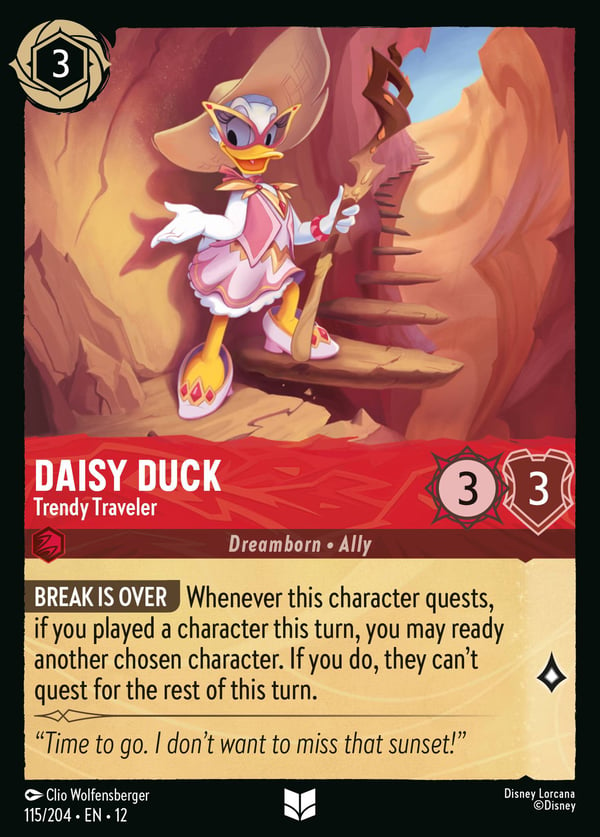 3
DAISY DUCK
Trendy Traveler
3
3
Dreamborn • Ally
BREAK IS OVER Whenever this character quests,
if you played a character this turn, you may ready
another chosen character. If you do, they can't
quest for the rest of this turn.
“Time to go. I don't want to miss that sunset!”
Clio Wolfensberger
115/204 • EN • 12
Disney Lorcana
©Disney